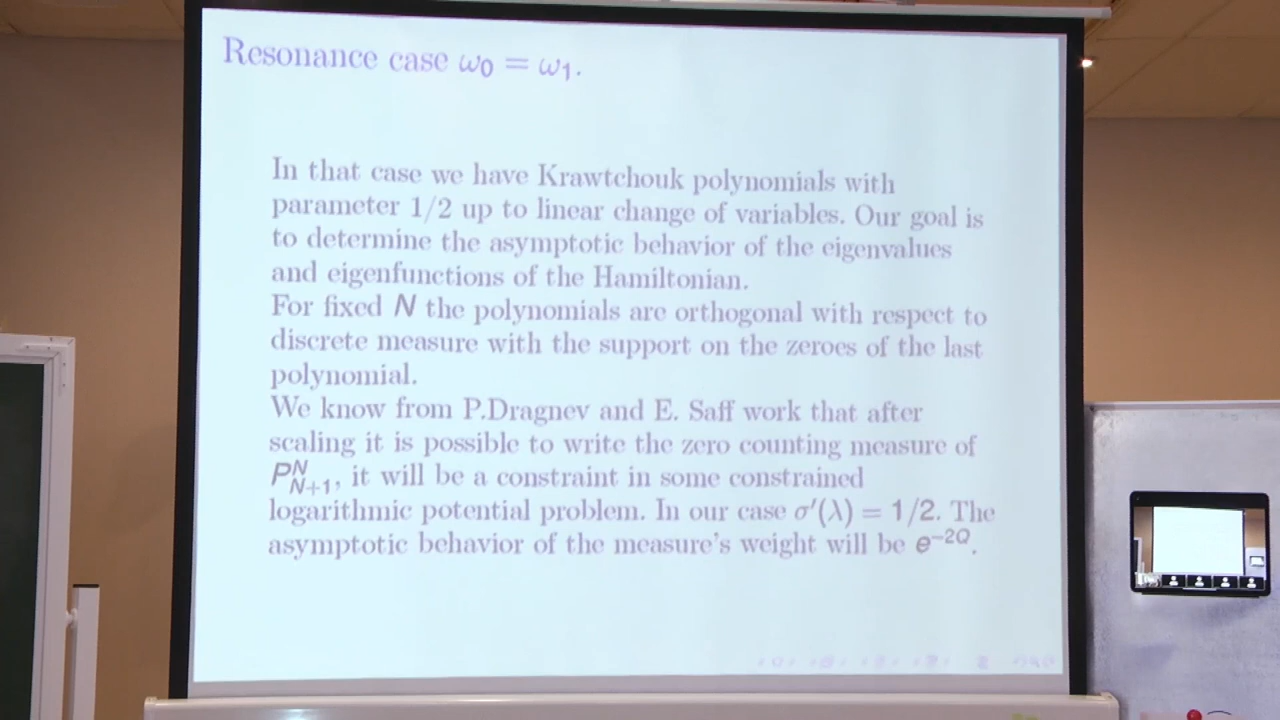 Resonance case ω0 = ω1.
In that case we have Krawtchouk polynomials with
parameter 1/2 up to linear change of variables. Our goal is
to determine the asymptotic behavior of the eigenvalues
and eigenfunctions of the Hamiltonian.
For fixed N the polynomials are orthogonal with respect to
discrete measure with the support on the zeroes of the last
polynomial.
We know from P.Dragnev and E. Saff work that after
scaling it is possible to write the zero counting measure of
P^N_{N+1}, it will be a constraint in some constrained
logarithmic potential problem. In our case σ′(λ) = 1/2. The
asymptotic behavior of the measure's weight will be e^{−2Q}.